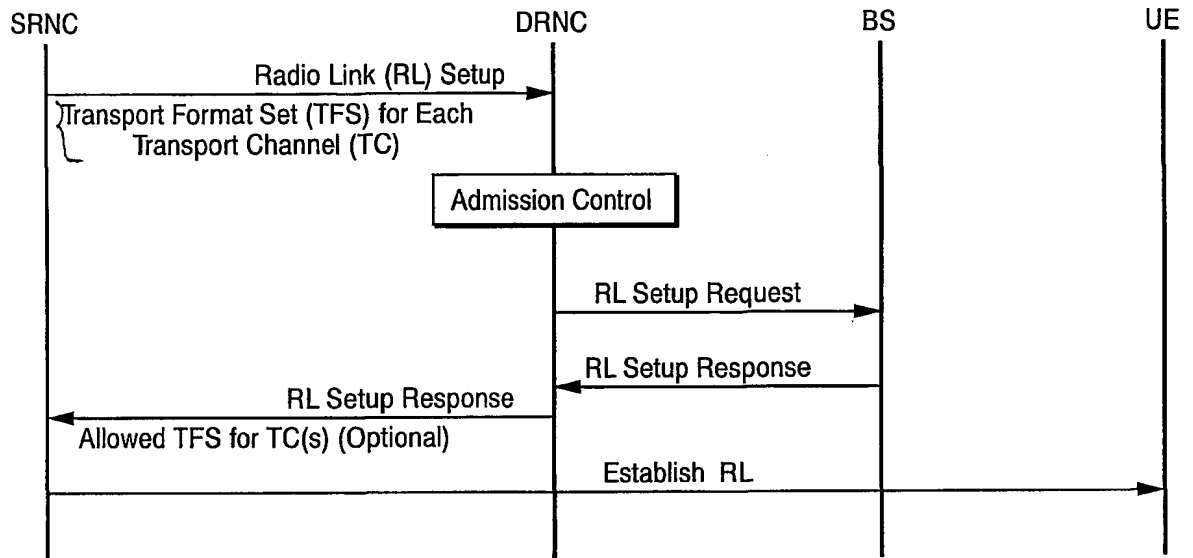 SRNC
DRNC
BS
UE
Radio Link (RL) Setup
Transport Format Set (TFS) for Each
Transport Channel (TC)
Admission Control
RL Setup Request
RL Setup Response
RL Setup Response
Allowed TFS for TC(s) (Optional)
Establish RL